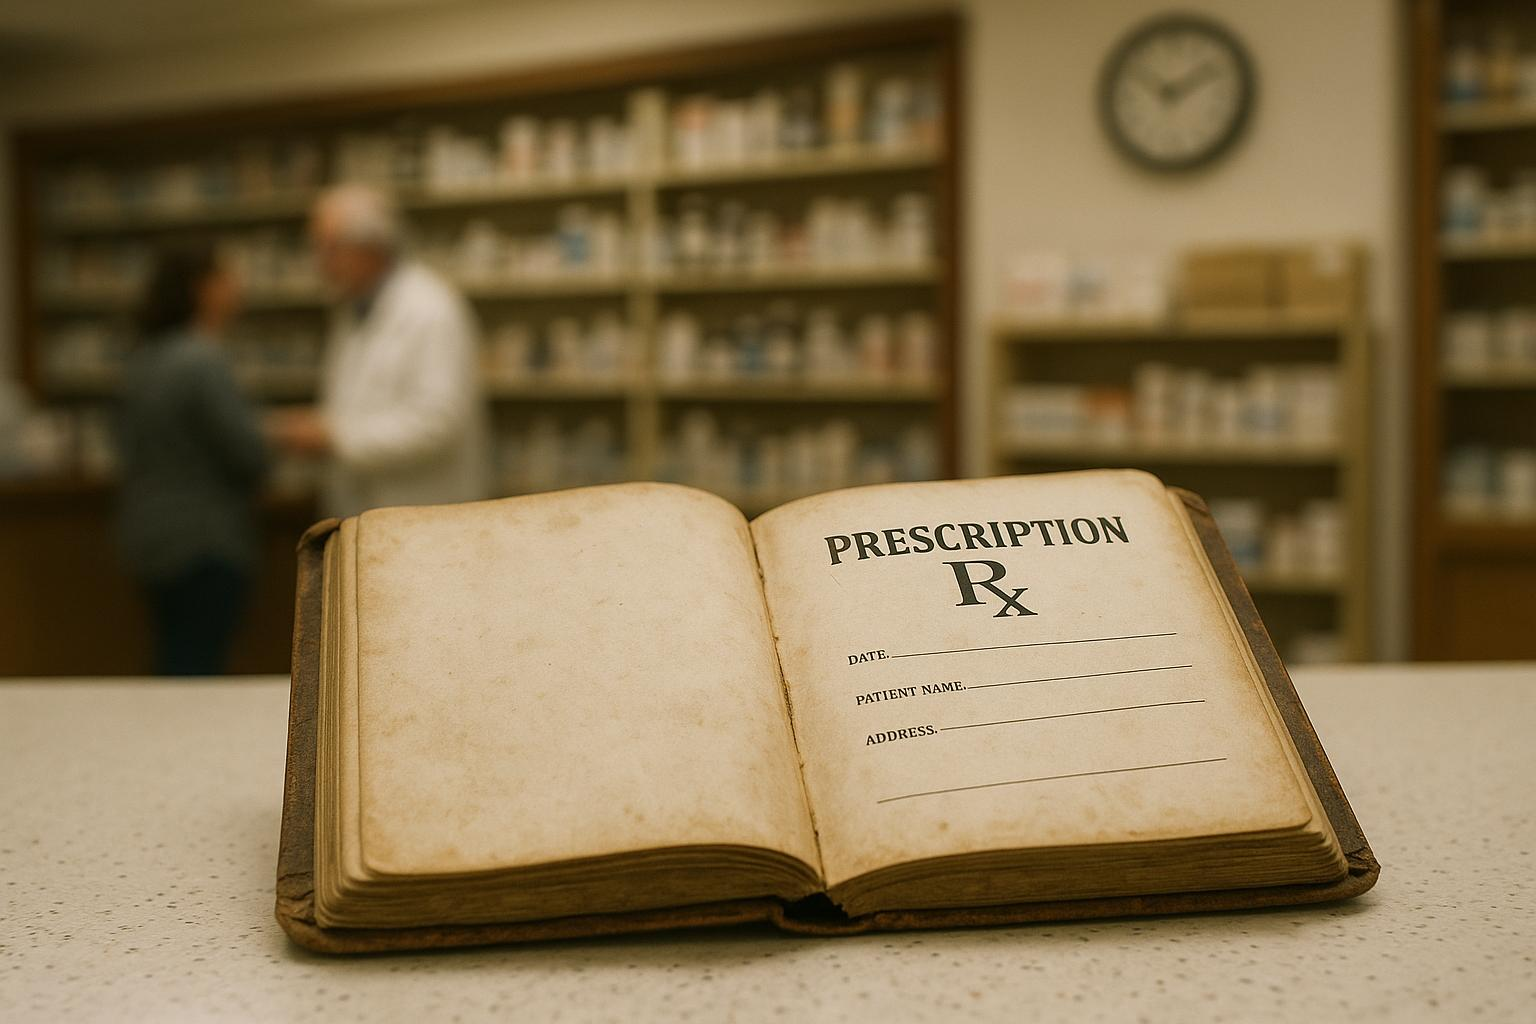 PRESCRIPTION
Rx
DATE.
PATIENT NAME.
ADDRESS.